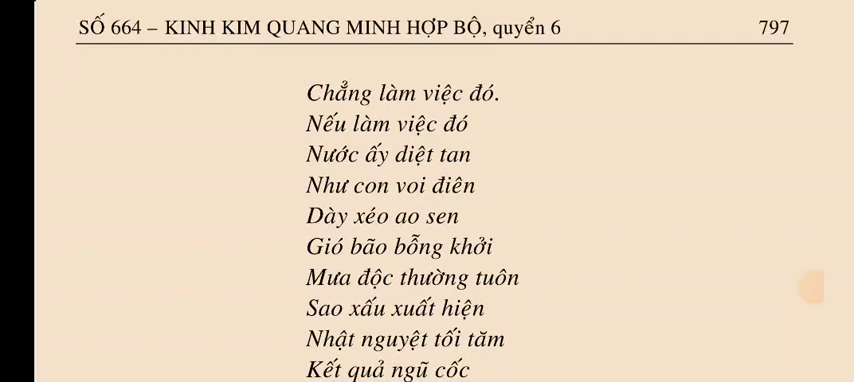 SỐ 664 – KINH KIM QUANG MINH HỢP BỘ, quyển 6 797
Chẳng làm việc đó.
Nếu làm việc đó
Nước ấy diệt tan
Như con voi điên
Dày xéo ao sen
Gió bão bỗng khởi
Mưa độc thường tuôn
Sao xấu xuất hiện
Nhật nguyệt tối tăm
Kết quả ngũ cốc